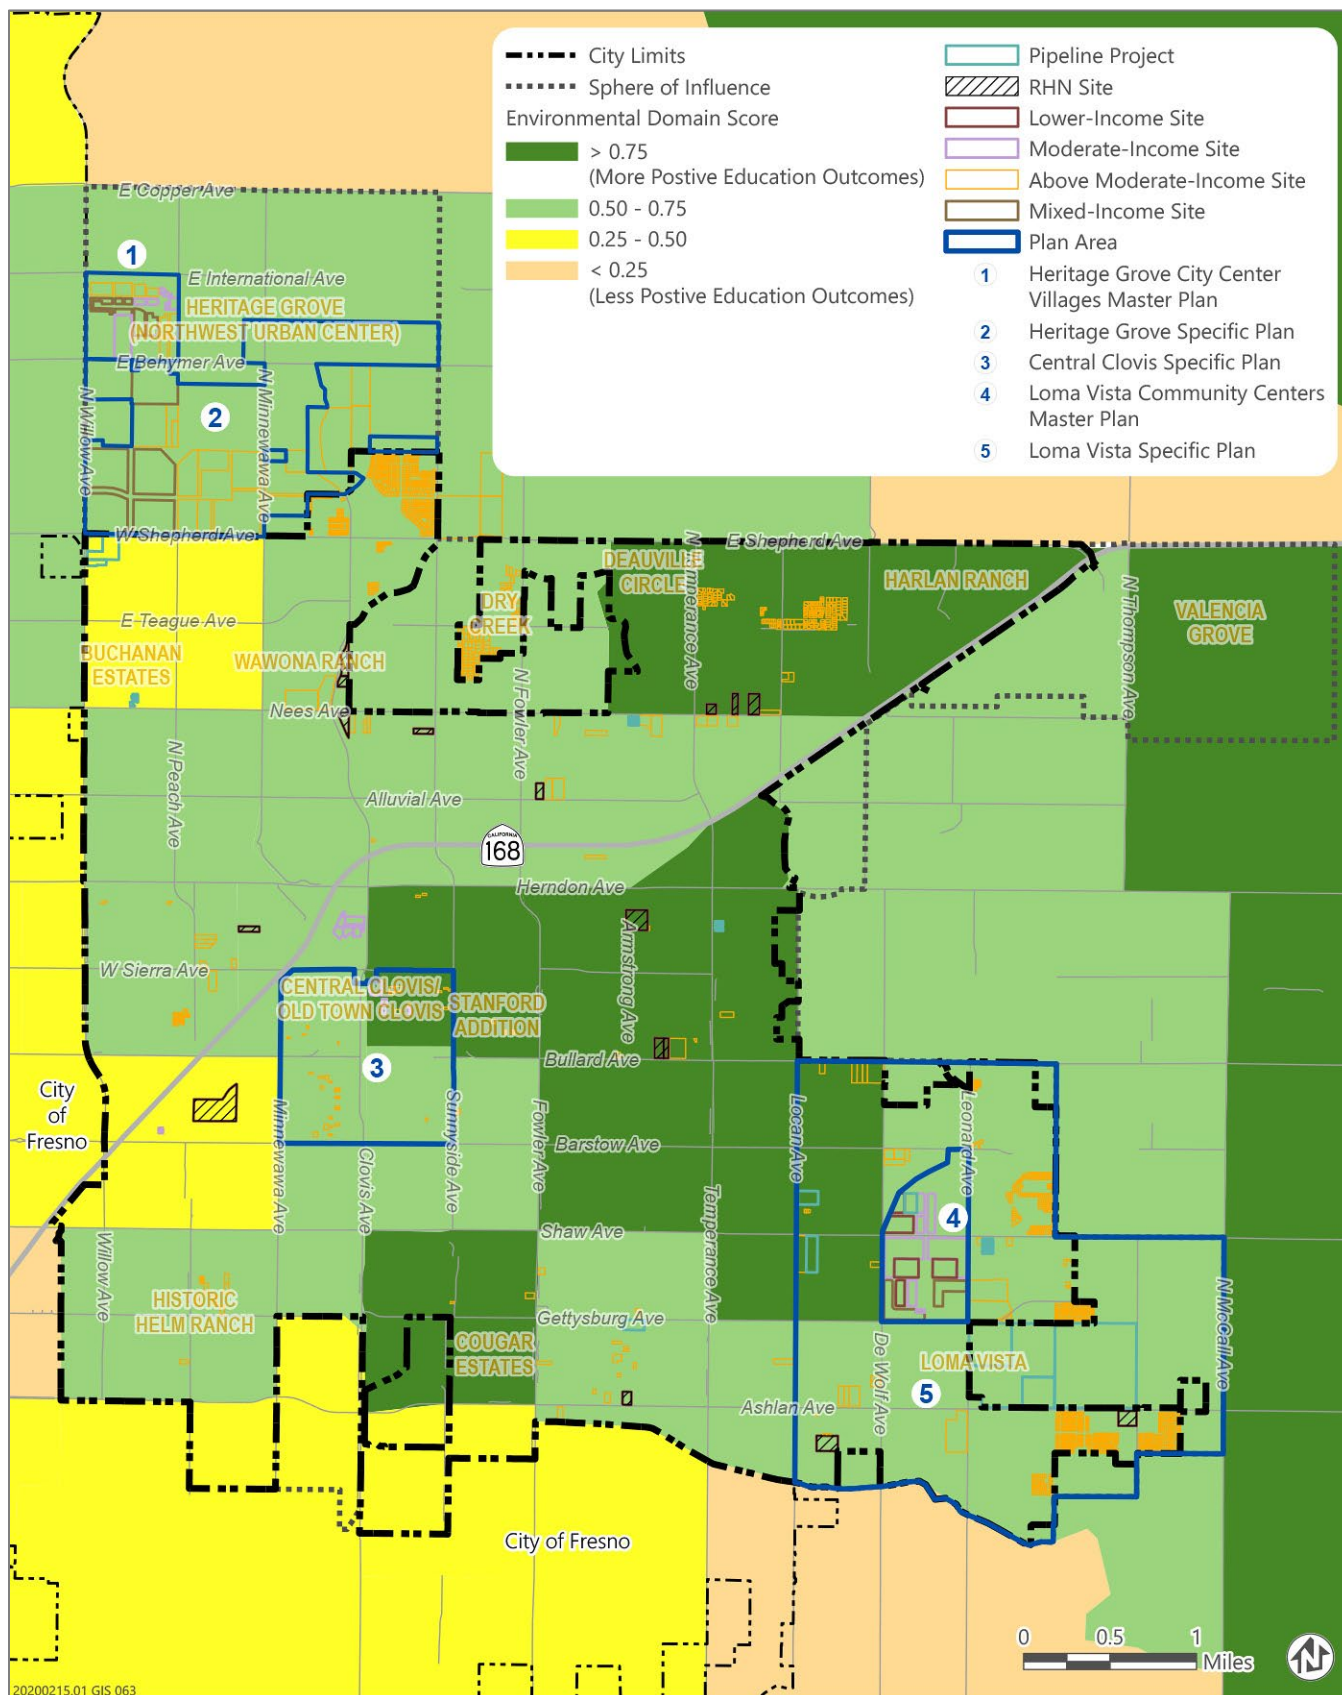 City Limits
Sphere of Influence
Environmental Domain Score
> 0.75
(More Postive Education Outcomes)
0.50 - 0.75
0.25 - 0.50
< 0.25
(Less Postive Education Outcomes)
Pipeline Project
RHN Site
Lower-Income Site
Moderate-Income Site
Above Moderate-Income Site
Mixed-Income Site
Plan Area
1 Heritage Grove City Center
Villages Master Plan
2 Heritage Grove Specific Plan
3 Central Clovis Specific Plan
4 Loma Vista Community Centers
Master Plan
5 Loma Vista Specific Plan
E Copper Ave
1
E International Ave
HERITAGE GROVE
(NORTHWEST URBAN CENTER)
E Behymer Ave
N Willow Ave
2
N Minnewawa Ave
W Shepherd Ave
E Shepherd Ave
DEAUVILLE
CIRCLE
N Temperance Ave
HARLAN RANCH
N Thompson Ave
VALENCIA
GROVE
DRY
CREEK
E Teague Ave
BUCHANAN
ESTATES
WAWONA RANCH
Nees Ave
N Fowler Ave
N Peach Ave
Alluvial Ave
CALIFORNIA
168
Herndon Ave
Armstrong Ave
W Sierra Ave
CENTRAL CLOVIS/
OLD TOWN CLOVIS
STANFORD
ADDITION
3
Bullard Ave
City
of
Fresno
Minnewawa Ave
Clovis Ave
Sunnyside Ave
Fowler Ave
Barstow Ave
Locan Ave
Leonard Ave
Temperance Ave
4
Shaw Ave
Willow Ave
HISTORIC
HELM RANCH
Gettysburg Ave
COUGAR
ESTATES
De Wolf Ave
LOMA VISTA
5
N McCall Ave
Ashlan Ave
City of Fresno
0 0.5 1
Miles
N
20200215.01 GIS 063